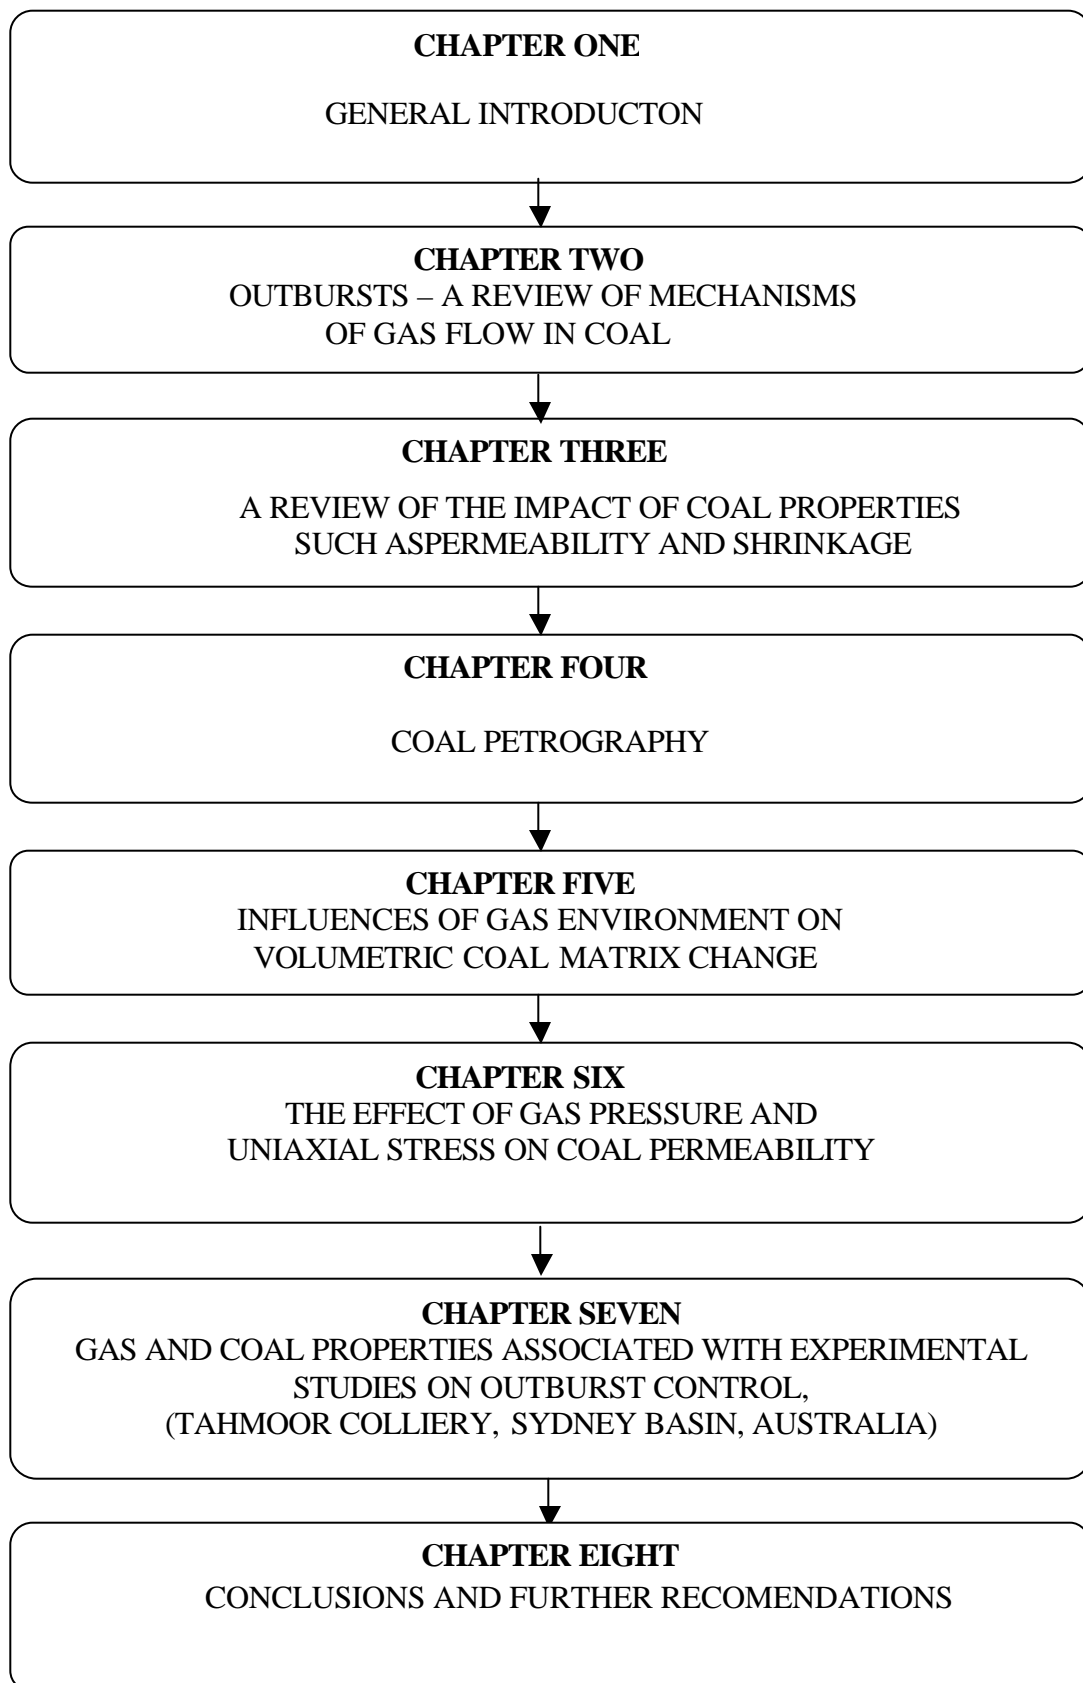 CHAPTER ONE
GENERAL INTRODUCTON
CHAPTER TWO
OUTBURSTS – A REVIEW OF MECHANISMS
OF GAS FLOW IN COAL
CHAPTER THREE
A REVIEW OF THE IMPACT OF COAL PROPERTIES
SUCH ASPERMEABILITY AND SHRINKAGE
CHAPTER FOUR
COAL PETROGRAPHY
CHAPTER FIVE
INFLUENCES OF GAS ENVIRONMENT ON
VOLUMETRIC COAL MATRIX CHANGE
CHAPTER SIX
THE EFFECT OF GAS PRESSURE AND
UNIAXIAL STRESS ON COAL PERMEABILITY
CHAPTER SEVEN
GAS AND COAL PROPERTIES ASSOCIATED WITH EXPERIMENTAL
STUDIES ON OUTBURST CONTROL,
(TAHMOOR COLLIERY, SYDNEY BASIN, AUSTRALIA)
CHAPTER EIGHT
CONCLUSIONS AND FURTHER RECOMENDATIONS